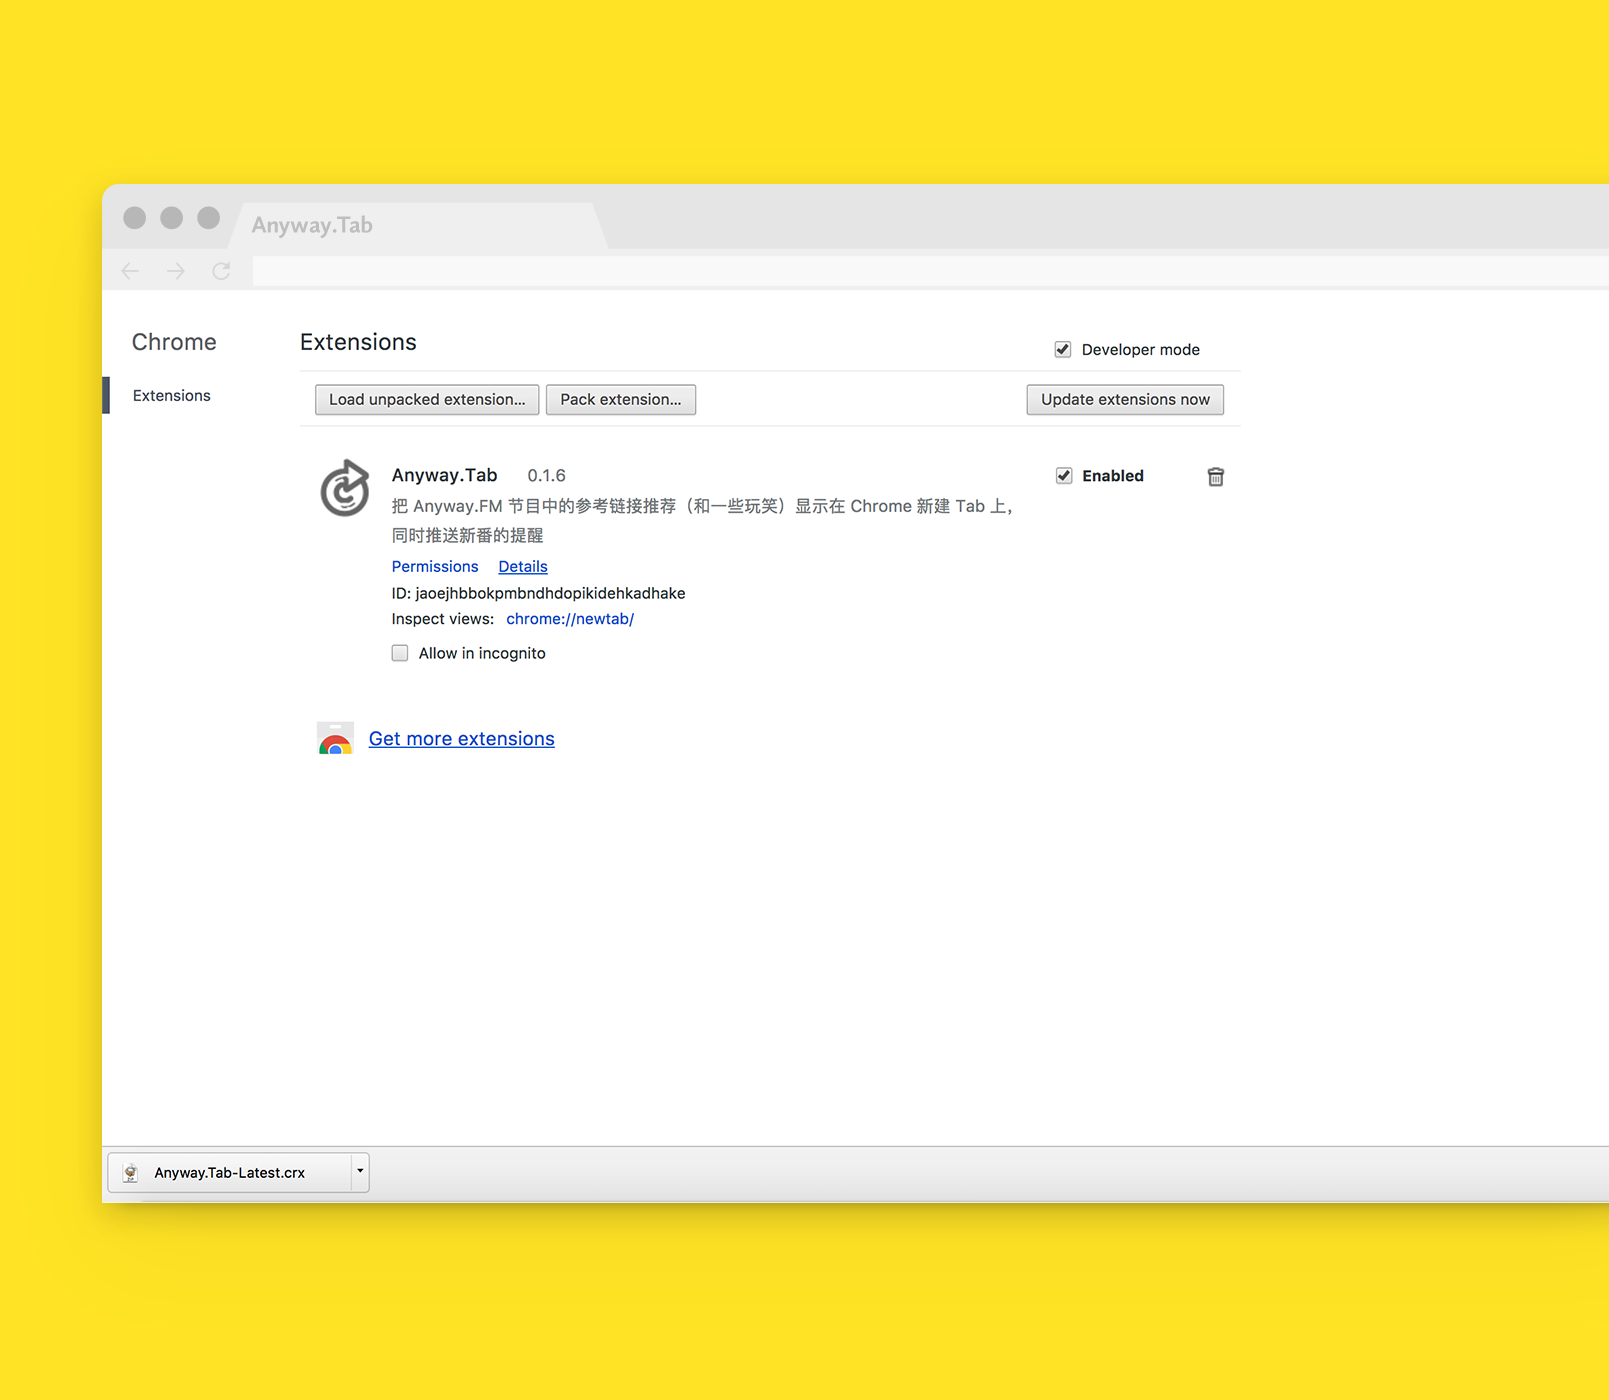 Anyway.Tab
Chrome
Extensions
Developer mode
Extensions
Load unpacked extension...
Pack extension...
Update extensions now
Anyway.Tab 0.1.6
Enabled
把 Anyway.FM 节目中的参考链接推荐（和一些玩笑）显示在 Chrome 新建 Tab 上，
同时推送新番的提醒
Permissions Details
ID: jaoejhbbokpmbndhdopikidehkadhake
Inspect views: chrome://newtab/
Allow in incognito
Get more extensions
Anyway.Tab-Latest.crx